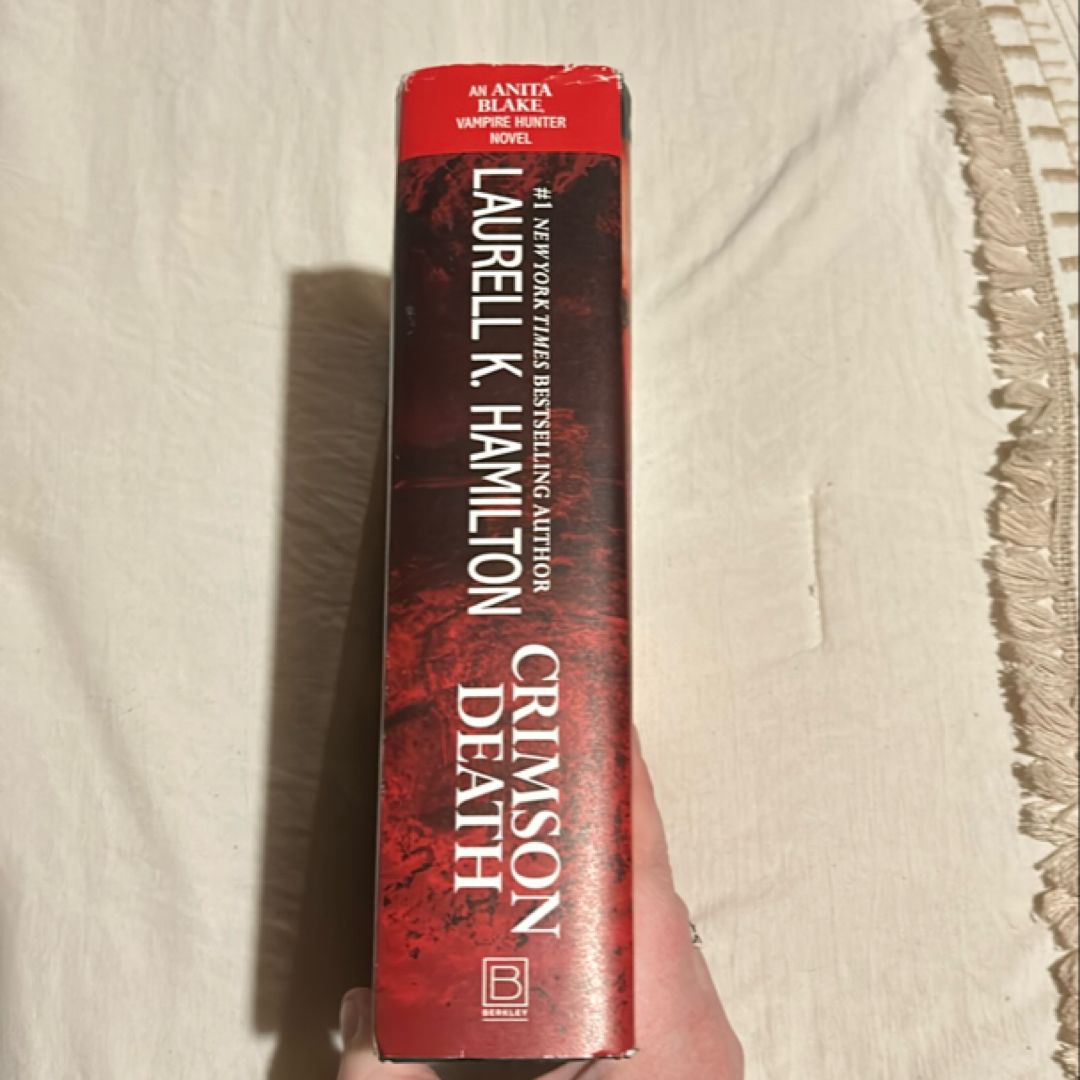 AN ANITA
BLAKE,
VAMPIRE HUNTER
NOVEL
#1 NEW YORK TIMES BESTSELLING AUTHOR
LAURELL K. HAMILTON
CRIMSON
DEATH
B
BERKLEY